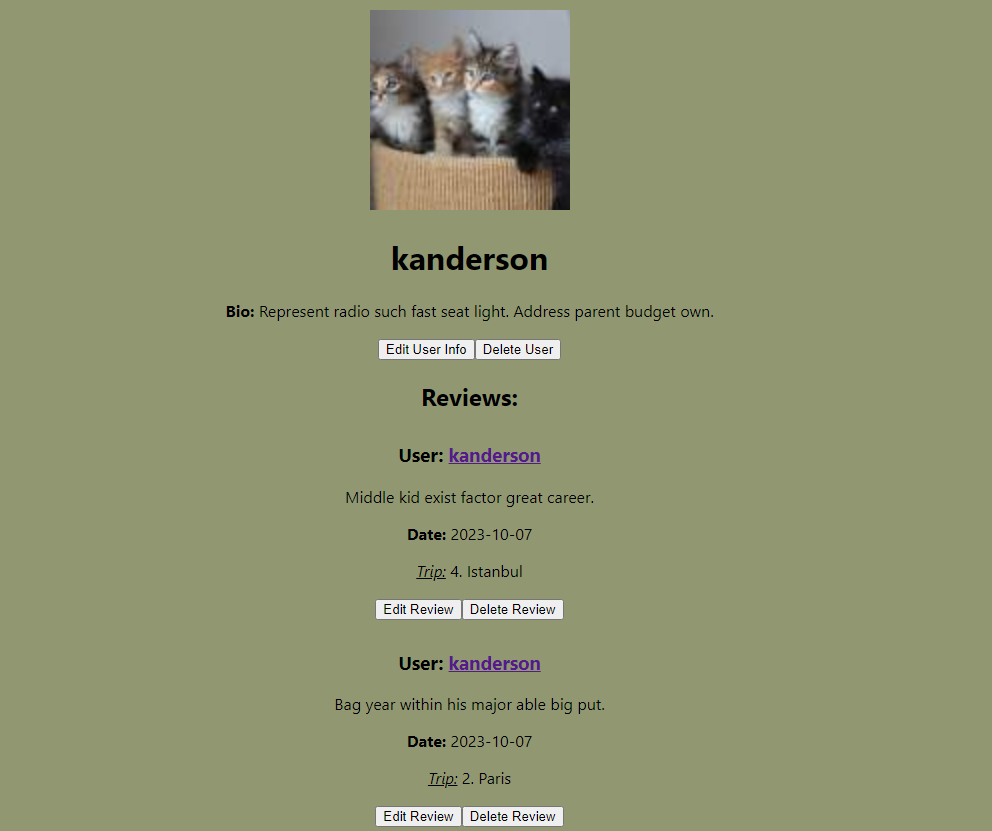 kanderson
Bio: Represent radio such fast seat light. Address parent budget own.
Edit User Info Delete User
Reviews:
User: kanderson
Middle kid exist factor great career.
Date: 2023-10-07
Trip: 4. Istanbul
Edit Review Delete Review
User: kanderson
Bag year within his major able big put.
Date: 2023-10-07
Trip: 2. Paris
Edit Review Delete Review